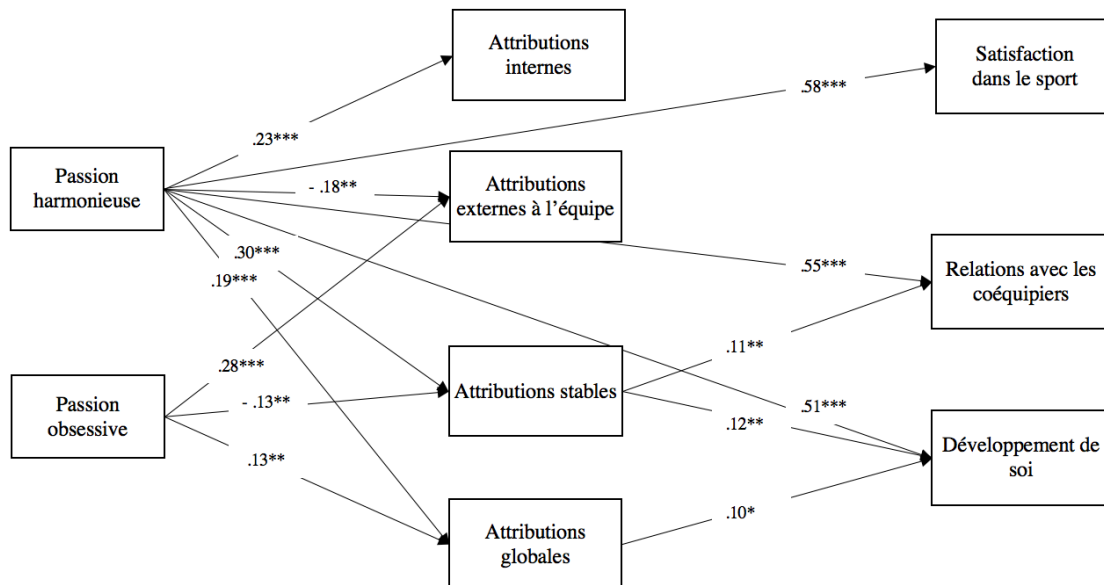 Attributions
internes
Satisfaction
dans le sport
.58***
.23***
Passion
harmonieuse
- .18**
Attributions
externes à l’équipe
.30***
.19***
.55***
Relations avec les
coéquipiers
.11**
.28***
Passion
obsessive
- .13**
Attributions stables
.51***
.12**
.13**
Développement de
soi
.10*
Attributions
globales